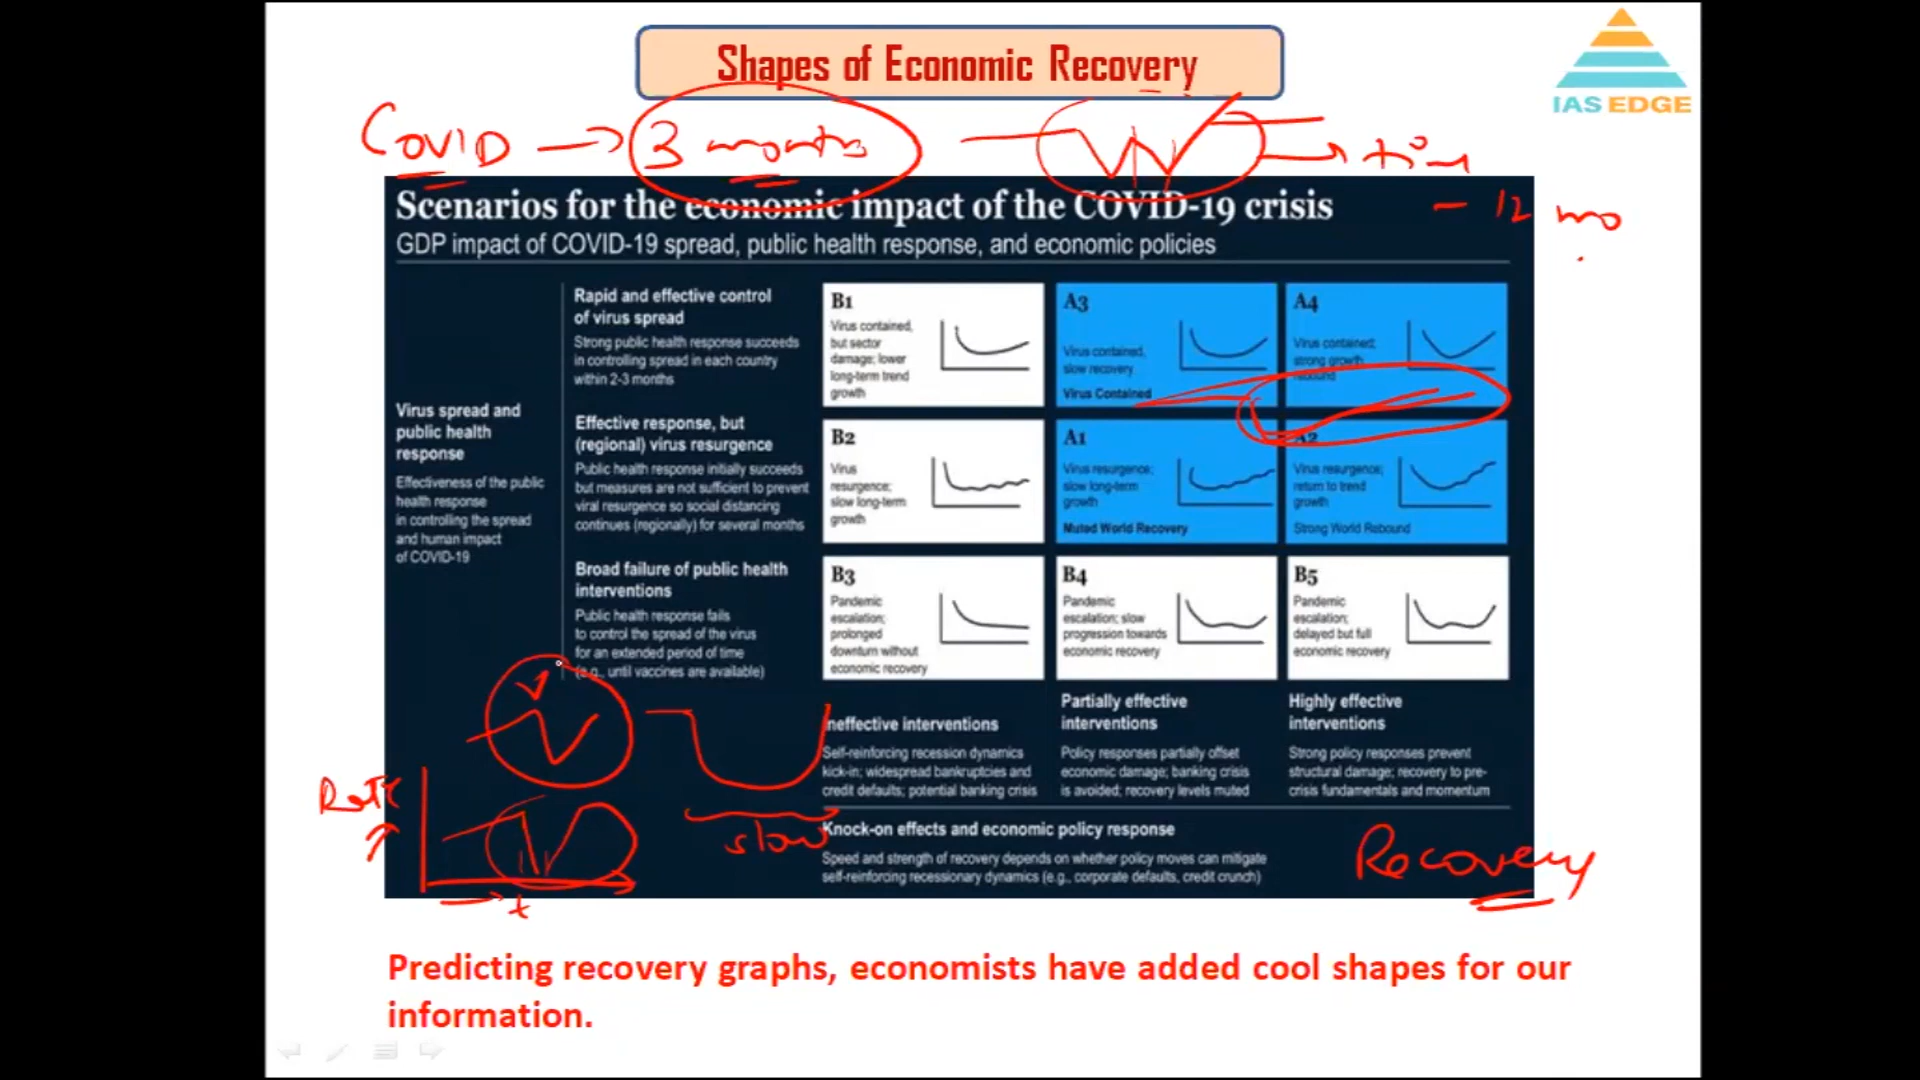 Shapes of Economic Recovery
IAS EDGE
COVID → 3 months
- 12 mo
Scenarios for the economic impact of the COVID-19 crisis
GDP impact of COVID-19 spread, public health response, and economic policies
Virus spread and
public health
response
Effectiveness of the public
health response
in controlling the spread
and human impact
of COVID-19
Rapid and effective control
of virus spread
Strong public health response succeeds
in controlling spread in each country
within 2-3 months
B1
Virus contained,
but sector
damage; lower
long-term trend
growth
A3
Virus contained,
slow recovery
Virus Contained
A4
Virus contained;
strong growth
rebound
Effective response, but
(regional) virus resurgence
Public health response initially succeeds
but measures are not sufficient to prevent
viral resurgence so social distancing
continues (regionally) for several months
B2
Virus
resurgence;
slow long-term
growth
A1
Virus resurgence;
slow long-term
growth
Muted World Recovery
A2
Virus resurgence;
return to trend
growth
Strong World Rebound
Broad failure of public health
interventions
Public health response fails
to control the spread of the virus
for an extended period of time
(e.g., until vaccines are available)
B3
Pandemic
escalation;
prolonged
downturn without
economic recovery
B4
Pandemic
escalation; slow
progression towards
economic recovery
B5
Pandemic
escalation;
delayed but full
economic recovery
Ineffective interventions
Self-reinforcing recession dynamics
kick-in; widespread bankruptcies and
credit defaults; potential banking crisis
Partially effective
interventions
Policy responses partially offset
economic damage; banking crisis
is avoided; recovery levels muted
Highly effective
interventions
Strong policy responses prevent
structural damage; recovery to pre-
crisis fundamentals and momentum
slow
t
Knock-on effects and economic policy response
Speed and strength of recovery depends on whether policy moves can mitigate
self-reinforcing recessionary dynamics (e.g., corporate defaults, credit crunch)
Recovery
Predicting recovery graphs, economists have added cool shapes for our
information.